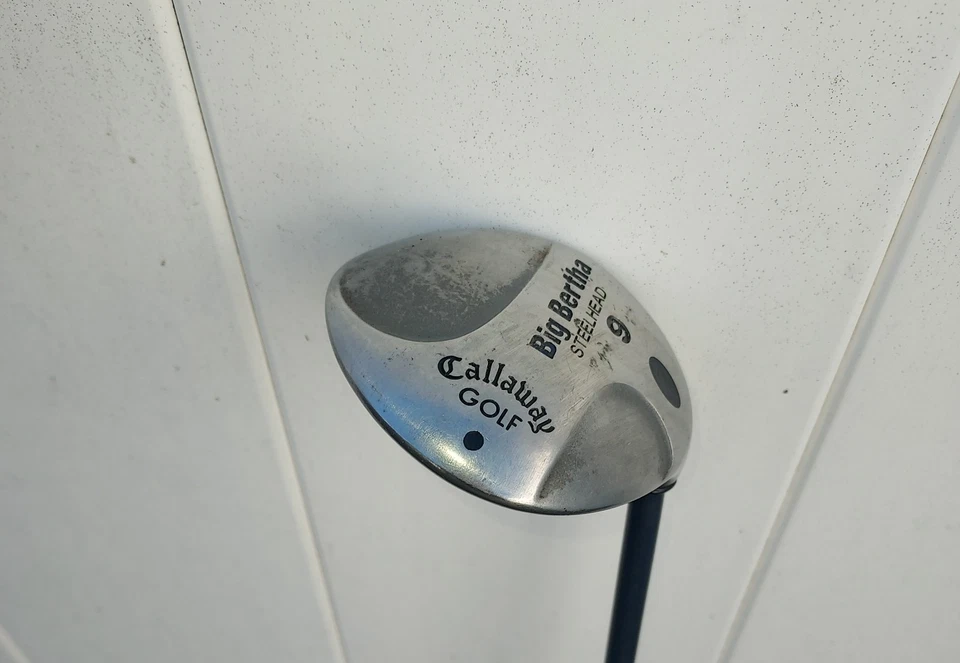 Callaway
GOLF
Big Bertha
STEELHEAD
9